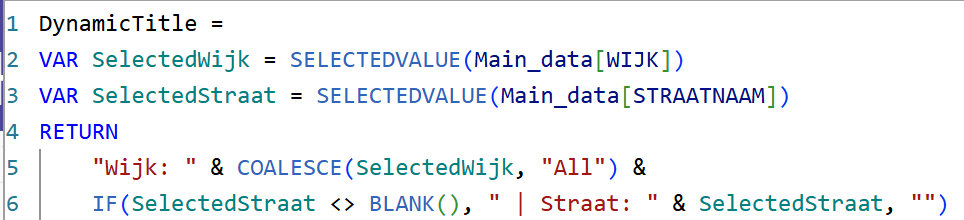 1 DynamicTitle =
2 VAR SelectedWijk = SELECTEDVALUE(Main_data[WIJK])
3 VAR SelectedStraat = SELECTEDVALUE(Main_data[STRAATNAAM])
4 RETURN
5     "Wijk: " & COALESCE(SelectedWijk, "All") &
6     IF(SelectedStraat <> BLANK(), " | Straat: " & SelectedStraat, "")